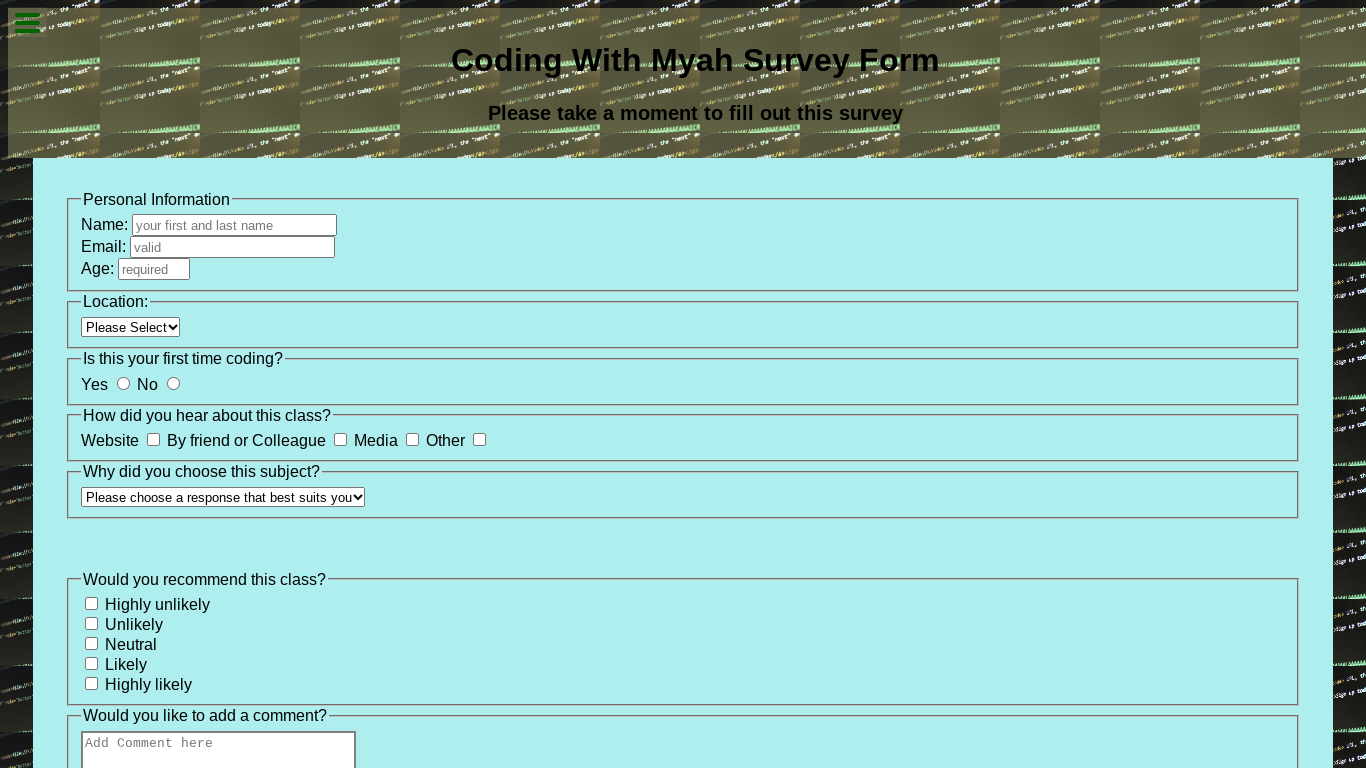 Coding With Myah Survey Form
Please take a moment to fill out this survey
Personal Information
Name: your first and last name
Email: valid
Age: required
Location:
Please Select
Is this your first time coding?
Yes No
How did you hear about this class?
Website By friend or Colleague Media Other
Why did you choose this subject?
Please choose a response that best suits you
Would you recommend this class?
Highly unlikely
Unlikely
Neutral
Likely
Highly likely
Would you like to add a comment?
Add Comment here